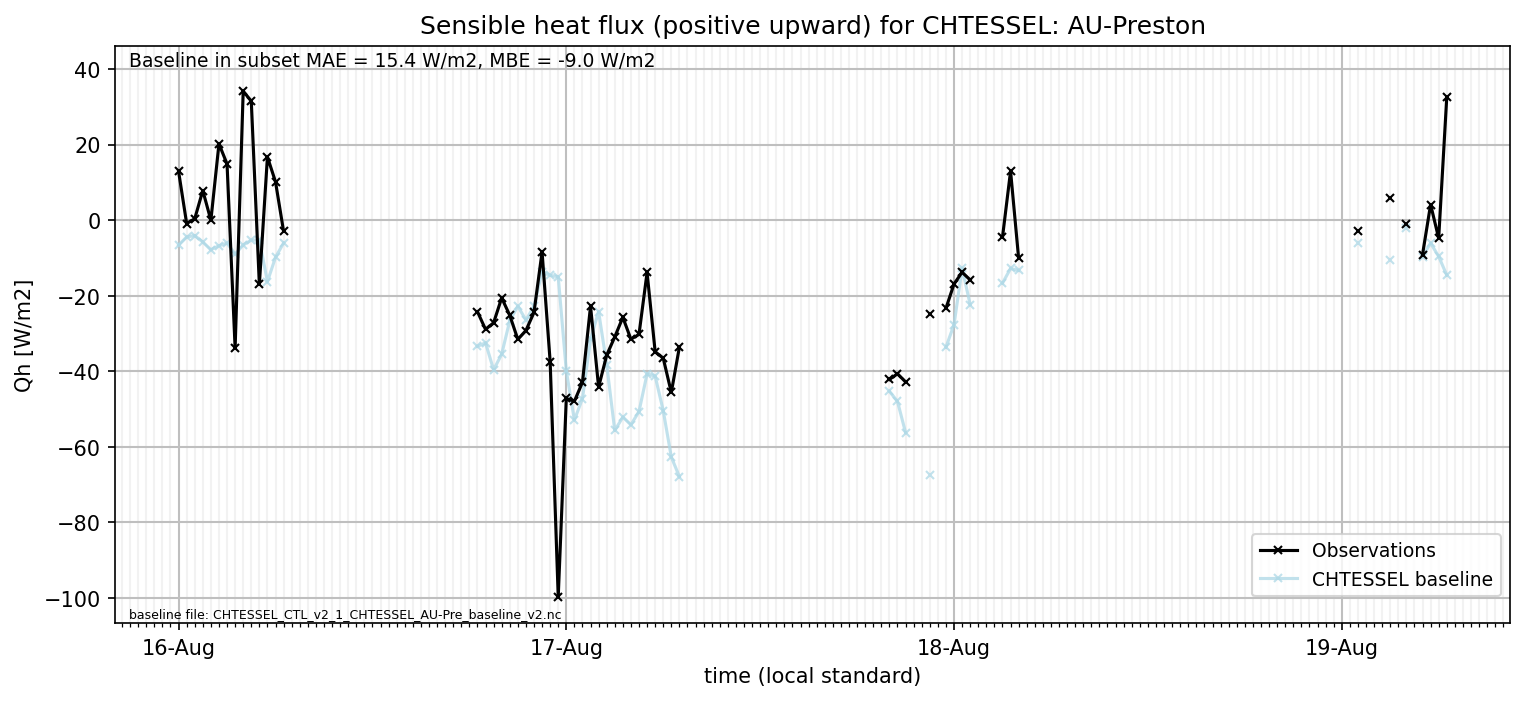 Sensible heat flux (positive upward) for CHTESSEL: AU-Preston
Baseline in subset MAE = 15.4 W/m2, MBE = -9.0 W/m2
40
20
0
−20
−40
−60
−80
−100
Qh [W/m2]
Observations
CHTESSEL baseline
baseline file: CHTESSEL_CTL_v2_1_CHTESSEL_AU-Pre_baseline_v2.nc
16-Aug
17-Aug
18-Aug
19-Aug
time (local standard)